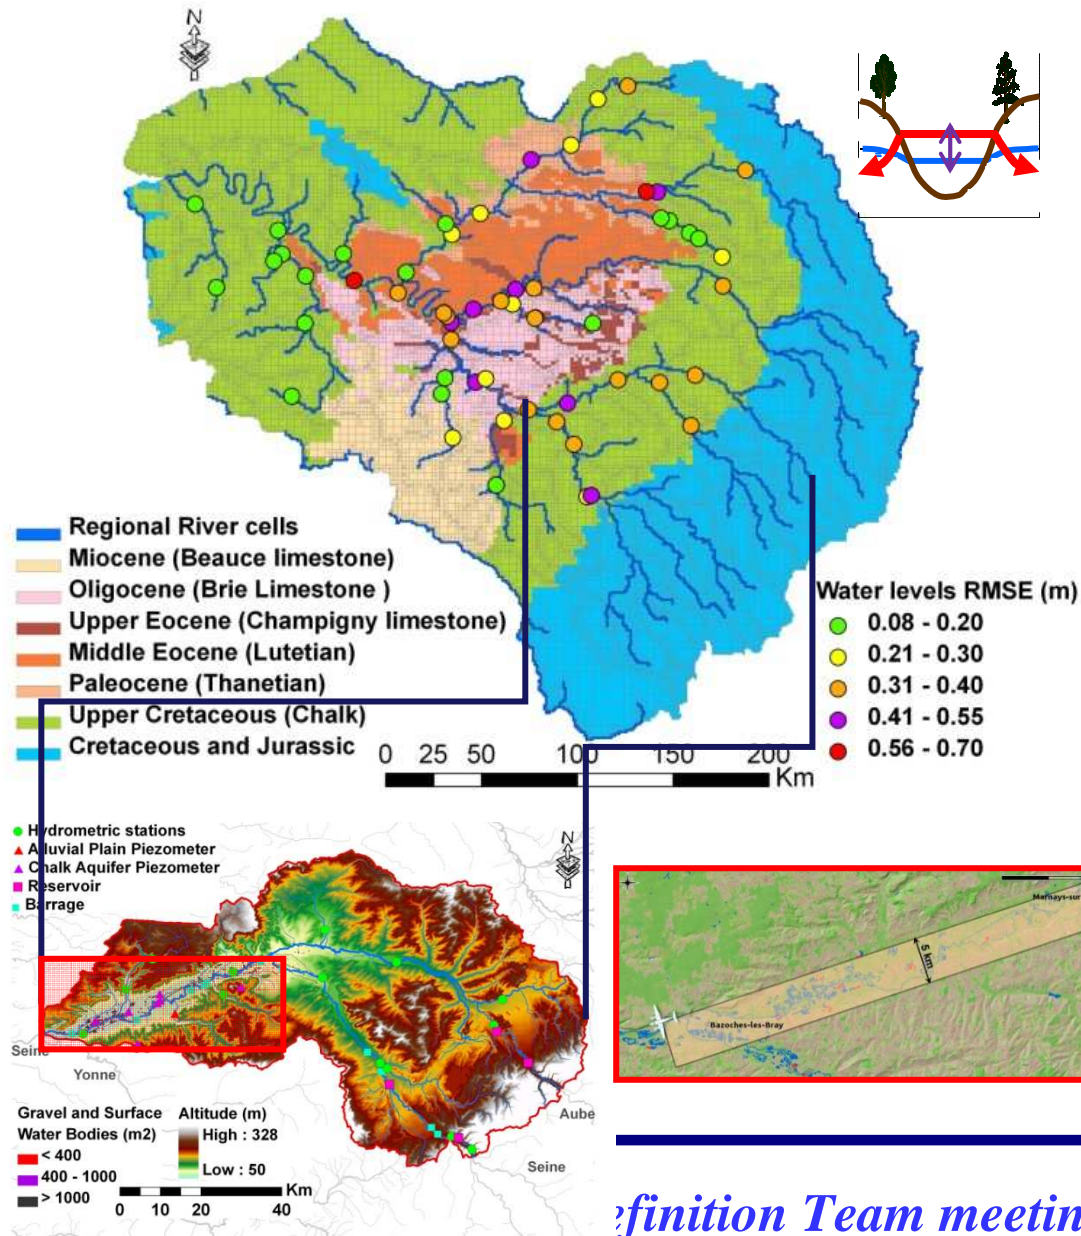 N
Regional River cells
Miocene (Beauce limestone)
Oligocene (Brie Limestone )
Upper Eocene (Champigny limestone)
Middle Eocene (Lutetian)
Paleocene (Thanetian)
Upper Cretaceous (Chalk)
Cretaceous and Jurassic
Water levels RMSE (m)
0.08 - 0.20
0.21 - 0.30
0.31 - 0.40
0.41 - 0.55
0.56 - 0.70
0 25 50 100 150 200
Km
Hydrometric stations
Alluvial Plain Piezometer
Chalk Aquifer Piezometer
Reservoir
Barrage
N
Seine
Yonne
Aube
Seine
Gravel and Surface
Water Bodies (m2)
< 400
400 - 1000
> 1000
Altitude (m)
High : 328
Low : 50
Km
0 10 20 40
Marnays-sur
5 km
Bazoches-les-Bray
efinition Team meetin